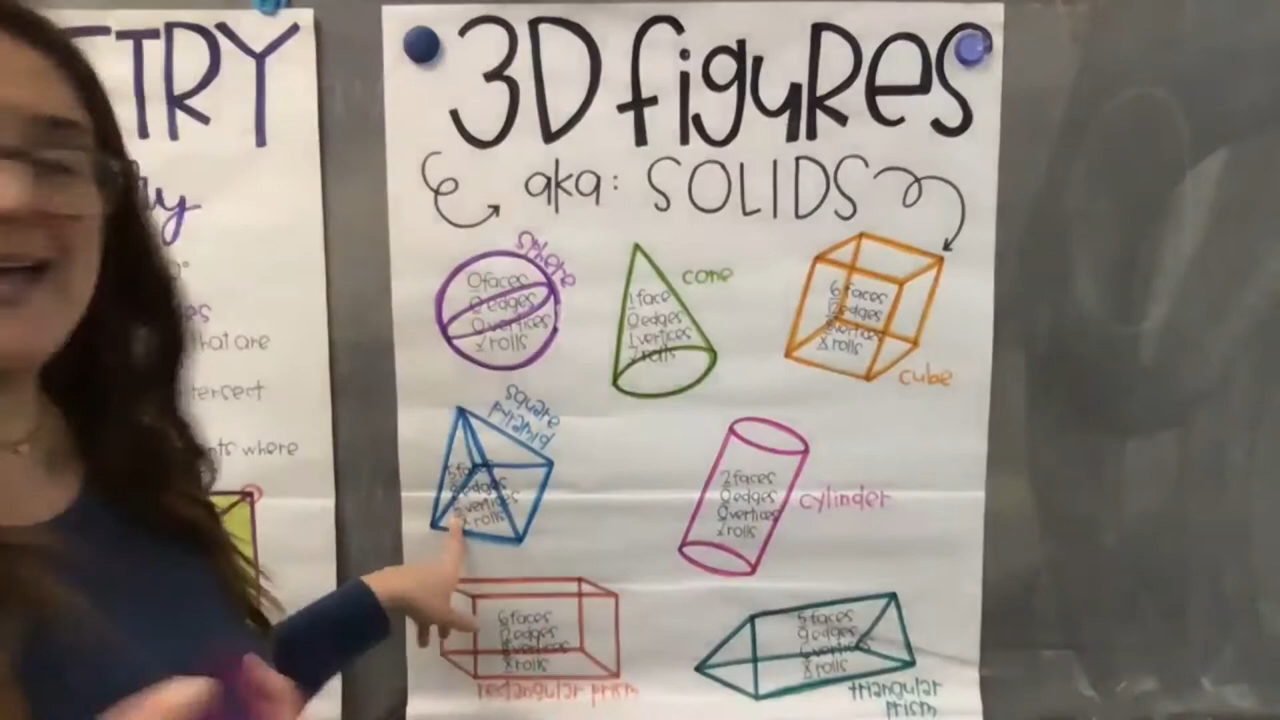 TRY
3D figures
aka: SOLIDS
sphere
0 faces
0 edges
0 vertices
✓ rolls
cone
1 face
0 edges
1 vertices
✓ rolls
6 faces
12 edges
8 vertices
x rolls
cube
hat are
tersect
nts where
square
pyramid
5 faces
8 edges
5 vertices
x rolls
2 faces
0 edges
0 vertices
✓ rolls
cylinder
6 faces
12 edges
8 vertices
x rolls
rectangular prism
5 faces
9 edges
6 vertices
x rolls
triangular
prism